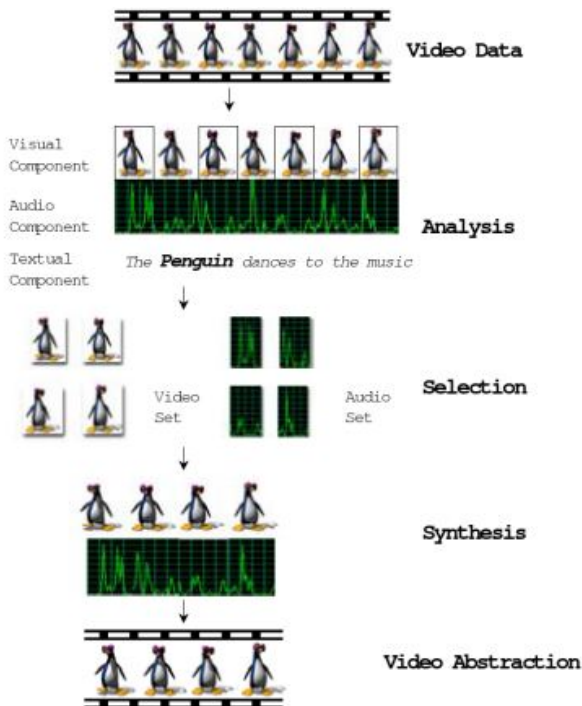 Video Data
Visual
Component
Audio
Component
Analysis
Textual
Component
The Penguin dances to the music
Video
Set
Audio
Set
Selection
Synthesis
Video Abstraction